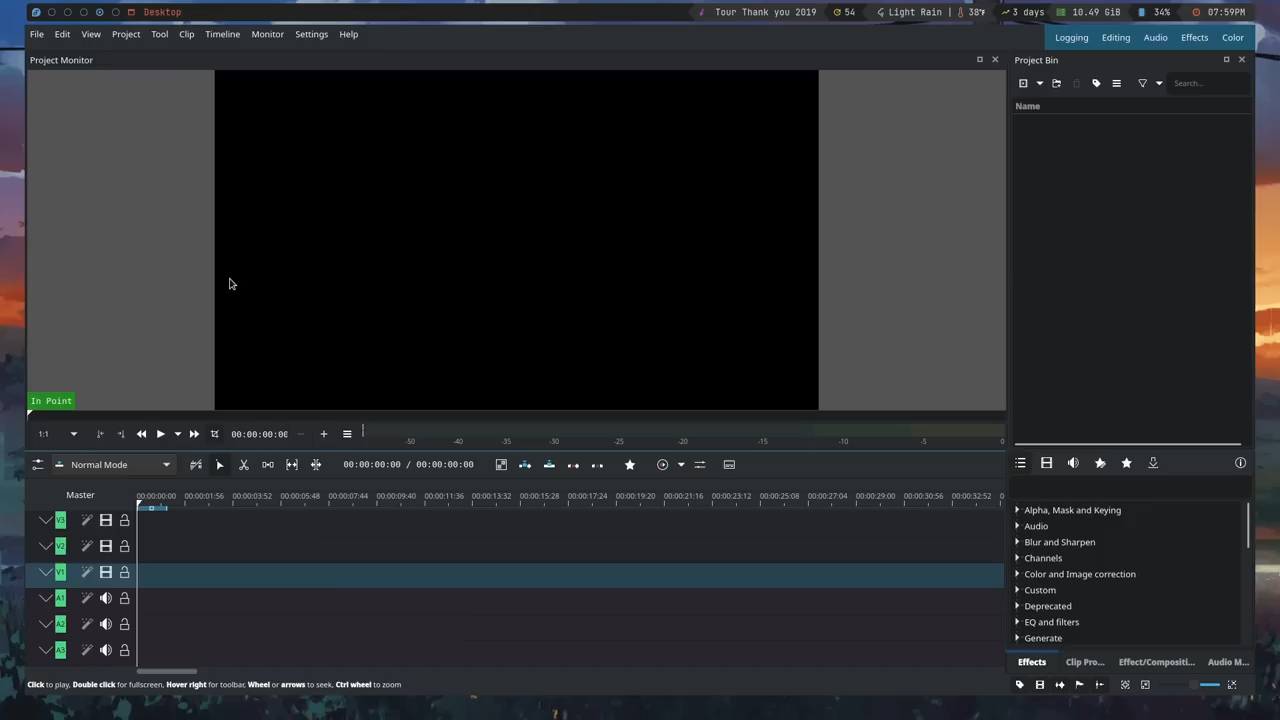 Desktop
Tour Thank you 2019 54 Light Rain 38°F 3 days 10.49 GiB 34% 07:59PM
File Edit View Project Tool Clip Timeline Monitor Settings Help
Logging Editing Audio Effects Color
Project Monitor
Project Bin
Search...
Name
In Point
1:1 00:00:00:00
-50 -40 -35 -30 -25 -20 -15 -10 -5 0
Normal Mode 00:00:00:00 / 00:00:00:00
Master 00:00:00:00 00:00:01:56 00:00:03:52 00:00:05:48 00:00:07:44 00:00:09:40 00:00:11:36 00:00:13:32 00:00:15:28 00:00:17:24 00:00:19:20 00:00:21:16 00:00:23:12 00:00:25:08 00:00:27:04 00:00:29:00 00:00:30:56 00:00:32:52 0
V3
V2
V1
A1
A2
A3
Alpha, Mask and Keying
Audio
Blur and Sharpen
Channels
Color and Image correction
Custom
Deprecated
EQ and filters
Generate
Effects Clip Pro... Effect/Compositi... Audio M...
Click to play, Double click for fullscreen, Hover right for toolbar, Wheel or arrows to seek, Ctrl wheel to zoom